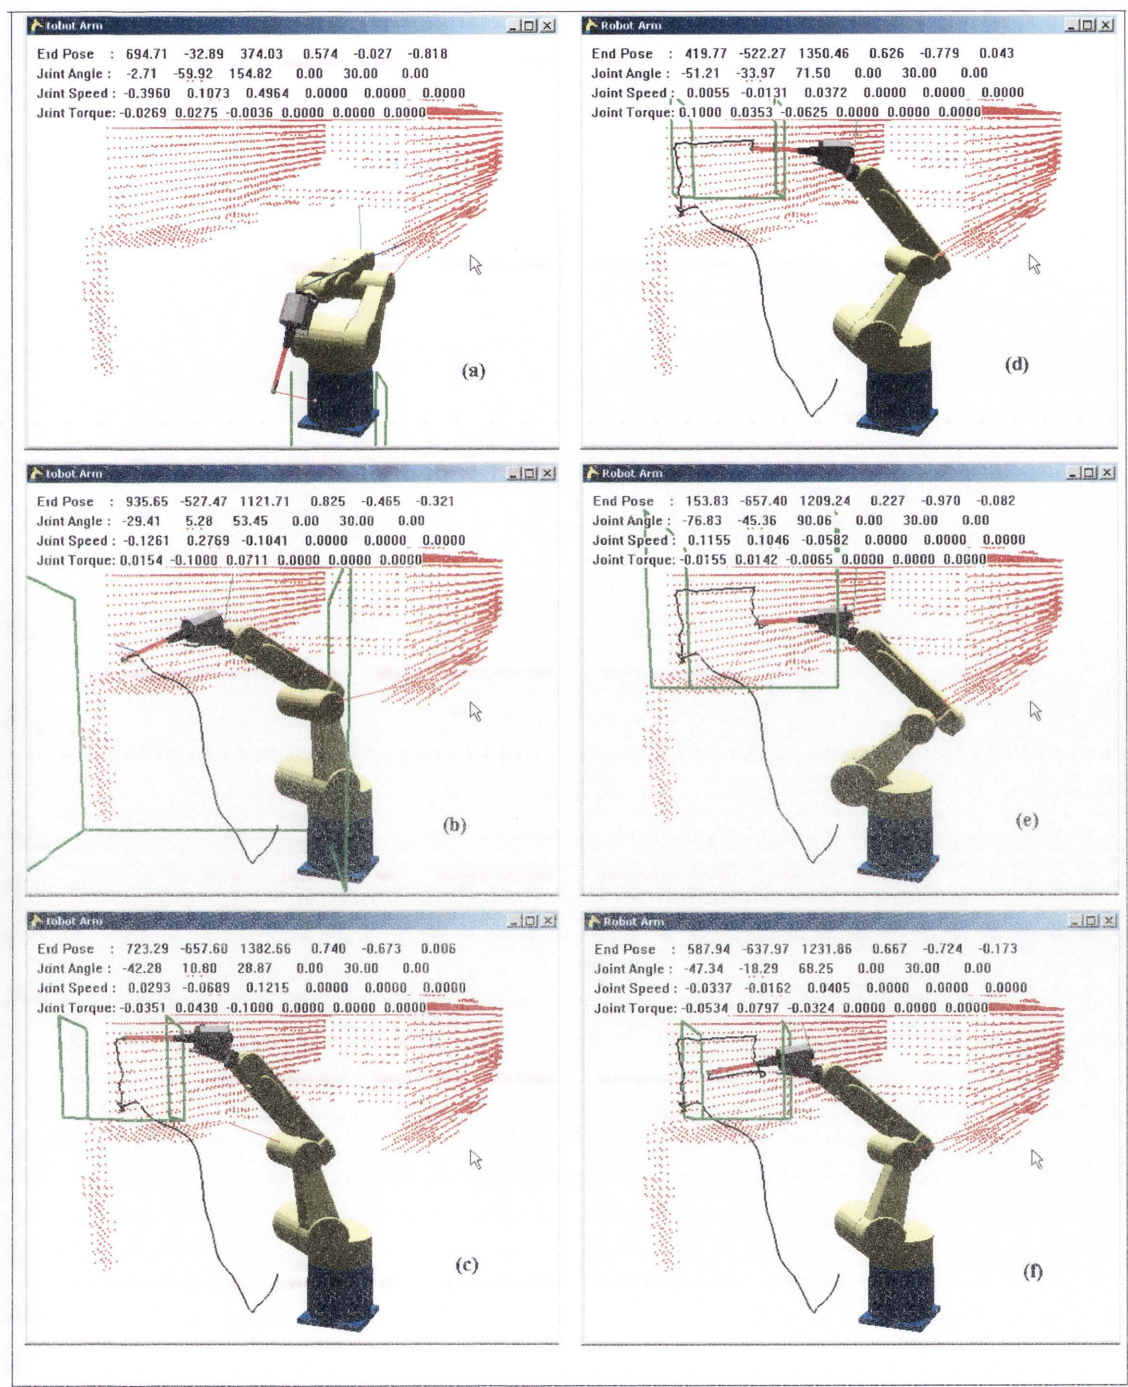 Robot Arm
End Pose : 694.71 -32.89 374.03 0.574 -0.027 -0.818
Joint Angle : -2.71 -59.92 154.82 0.00 30.00 0.00
Joint Speed : -0.3960 0.1073 0.4964 0.0000 0.0000 0.0000
Joint Torque: -0.0269 0.0275 -0.0036 0.0000 0.0000 0.0000
(a)
Robot Arm
End Pose : 935.65 -527.47 1121.71 0.825 -0.465 -0.321
Joint Angle : -29.41 5.28 53.45 0.00 30.00 0.00
Joint Speed : -0.1261 0.2769 -0.1041 0.0000 0.0000 0.0000
Joint Torque: 0.0154 -0.1000 0.0711 0.0000 0.0000 0.0000
(b)
Robot Arm
End Pose : 723.29 -657.60 1382.66 0.740 -0.673 0.006
Joint Angle : -42.28 10.80 28.87 0.00 30.00 0.00
Joint Speed : 0.0293 -0.0689 0.1215 0.0000 0.0000 0.0000
Joint Torque: -0.0351 0.0430 -0.1000 0.0000 0.0000 0.0000
(c)
Robot Arm
End Pose : 419.77 -522.27 1350.46 0.626 -0.779 0.043
Joint Angle : -51.21 -33.97 71.50 0.00 30.00 0.00
Joint Speed : 0.0055 -0.0131 0.0372 0.0000 0.0000 0.0000
Joint Torque: 0.1000 0.0353 -0.0625 0.0000 0.0000 0.0000
(d)
Robot Arm
End Pose : 153.83 -657.40 1209.24 0.227 -0.970 -0.082
Joint Angle : -76.83 -45.36 90.06 0.00 30.00 0.00
Joint Speed : 0.1155 0.1046 -0.0582 0.0000 0.0000 0.0000
Joint Torque: -0.0155 0.0142 -0.0065 0.0000 0.0000 0.0000
(e)
Robot Arm
End Pose : 587.94 -637.97 1231.86 0.667 -0.724 -0.173
Joint Angle : -47.34 -18.29 68.25 0.00 30.00 0.00
Joint Speed : -0.0337 -0.0162 0.0405 0.0000 0.0000 0.0000
Joint Torque: -0.0534 0.0797 -0.0324 0.0000 0.0000 0.0000
(f)